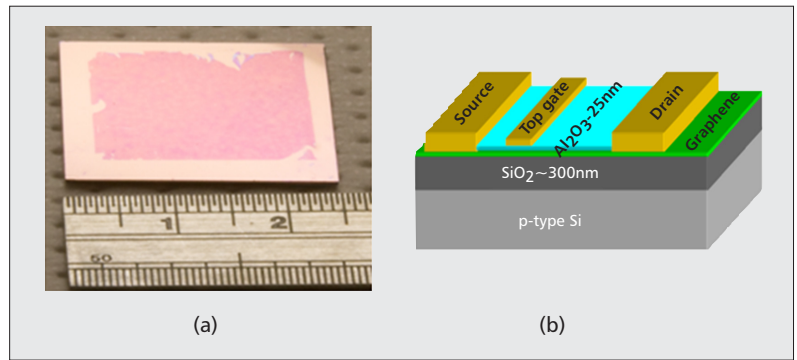 1 2
50
(a)
Source
Top gate
Al2O3-25nm
Drain
Graphene
SiO2~300nm
p-type Si
(b)